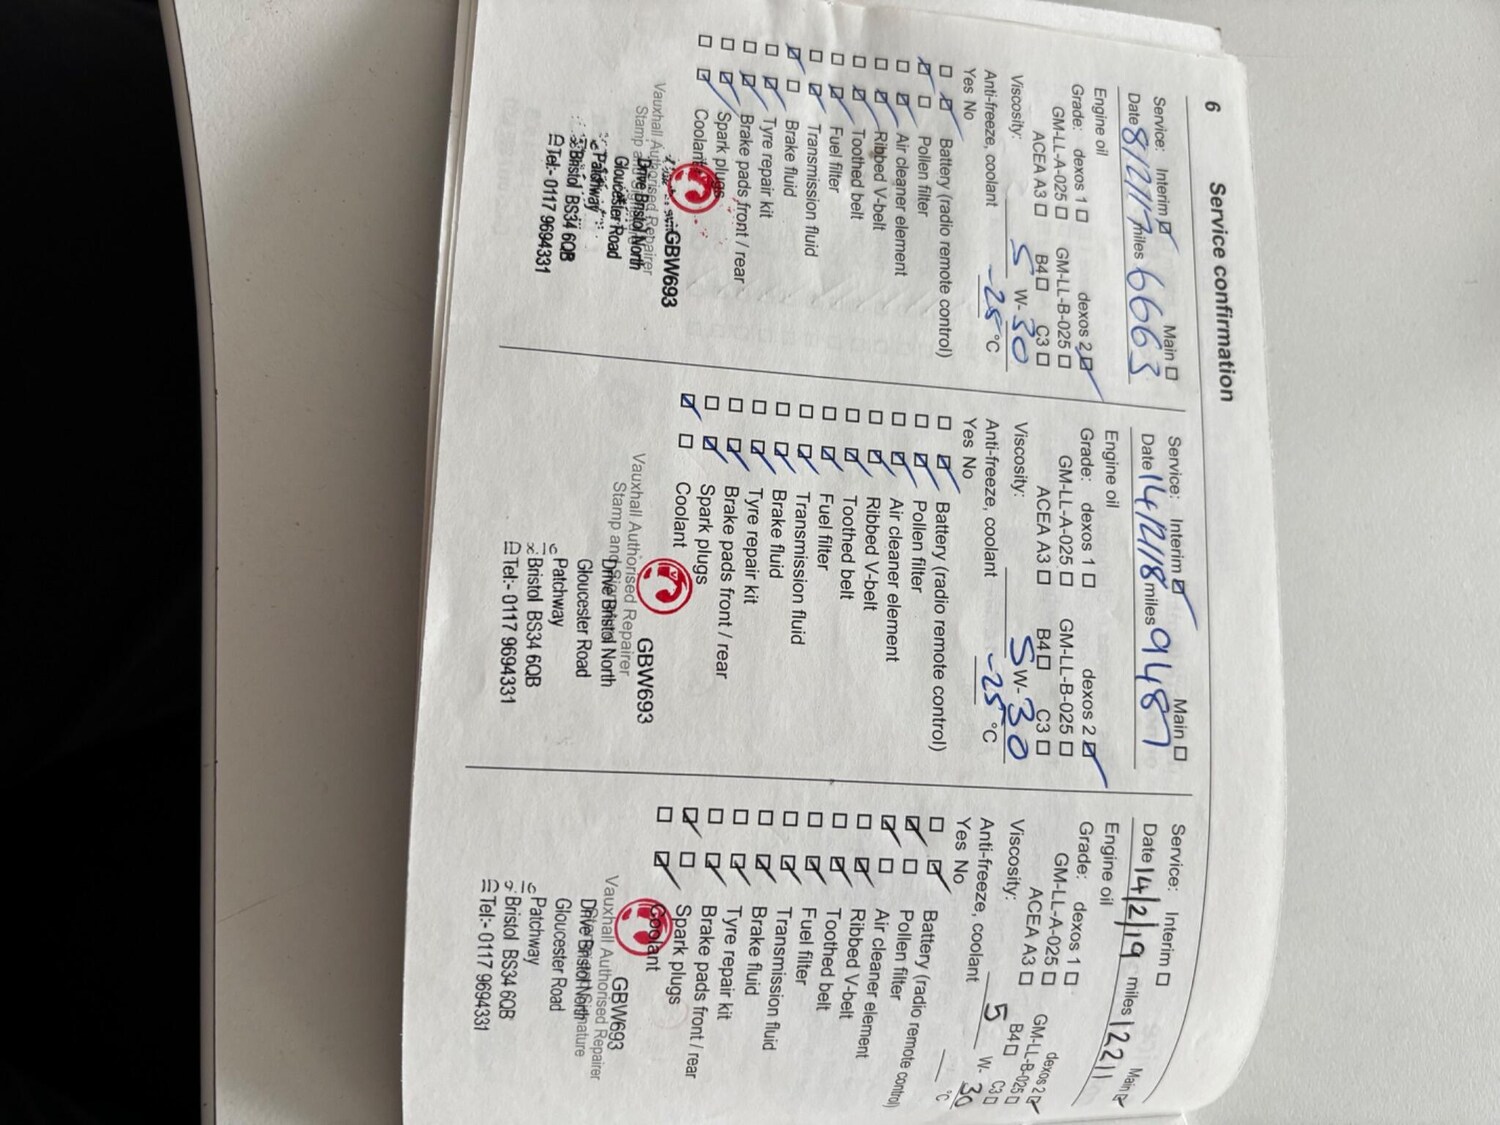 6
Service confirmation
Service: Interim Main
Date 8/2/17 miles 6663
Engine oil
Grade: dexos 1 dexos 2
GM-LL-A-025 GM-LL-B-025
ACEA A3 B4 C3
Viscosity: 5 W- 30
Anti-freeze, coolant -25 °C
Yes No
Battery (radio remote control)
Pollen filter
Air cleaner element
Ribbed V-belt
Toothed belt
Fuel filter
Transmission fluid
Brake fluid
Tyre repair kit
Brake pads front / rear
Spark plugs
Coolant
GBW693
Vauxhall Authorised Repairer
Drive Bristol North
Gloucester Road
Patchway
Bristol BS34 6QB
Tel:- 0117 9694331
Service: Interim Main
Date 14/2/18 miles 9487
Engine oil
Grade: dexos 1 dexos 2
GM-LL-A-025 GM-LL-B-025
ACEA A3 B4 C3
Viscosity: 5 W- 30
Anti-freeze, coolant -25 °C
Yes No
Battery (radio remote control)
Pollen filter
Air cleaner element
Ribbed V-belt
Toothed belt
Fuel filter
Transmission fluid
Brake fluid
Tyre repair kit
Brake pads front / rear
Spark plugs
Coolant
GBW693
Vauxhall Authorised Repairer
Stamp and
Drive Bristol North
Gloucester Road
Patchway
Bristol BS34 6QB
Tel:- 0117 9694331
Service: Interim Main
Date 14/2/19 miles 12211
Engine oil
Grade: dexos 1 dexos 2
GM-LL-A-025 GM-LL-B-025
ACEA A3 B4 C3
Viscosity: 5 W- 30
Anti-freeze, coolant °C
Yes No
Battery (radio remote control)
Pollen filter
Air cleaner element
Ribbed V-belt
Toothed belt
Fuel filter
Transmission fluid
Brake fluid
Tyre repair kit
Brake pads front / rear
Spark plugs
Coolant
GBW693
Vauxhall Authorised Repairer
Drive Bristol North
Gloucester Road
Patchway
Bristol BS34 6QB
Tel:- 0117 9694331